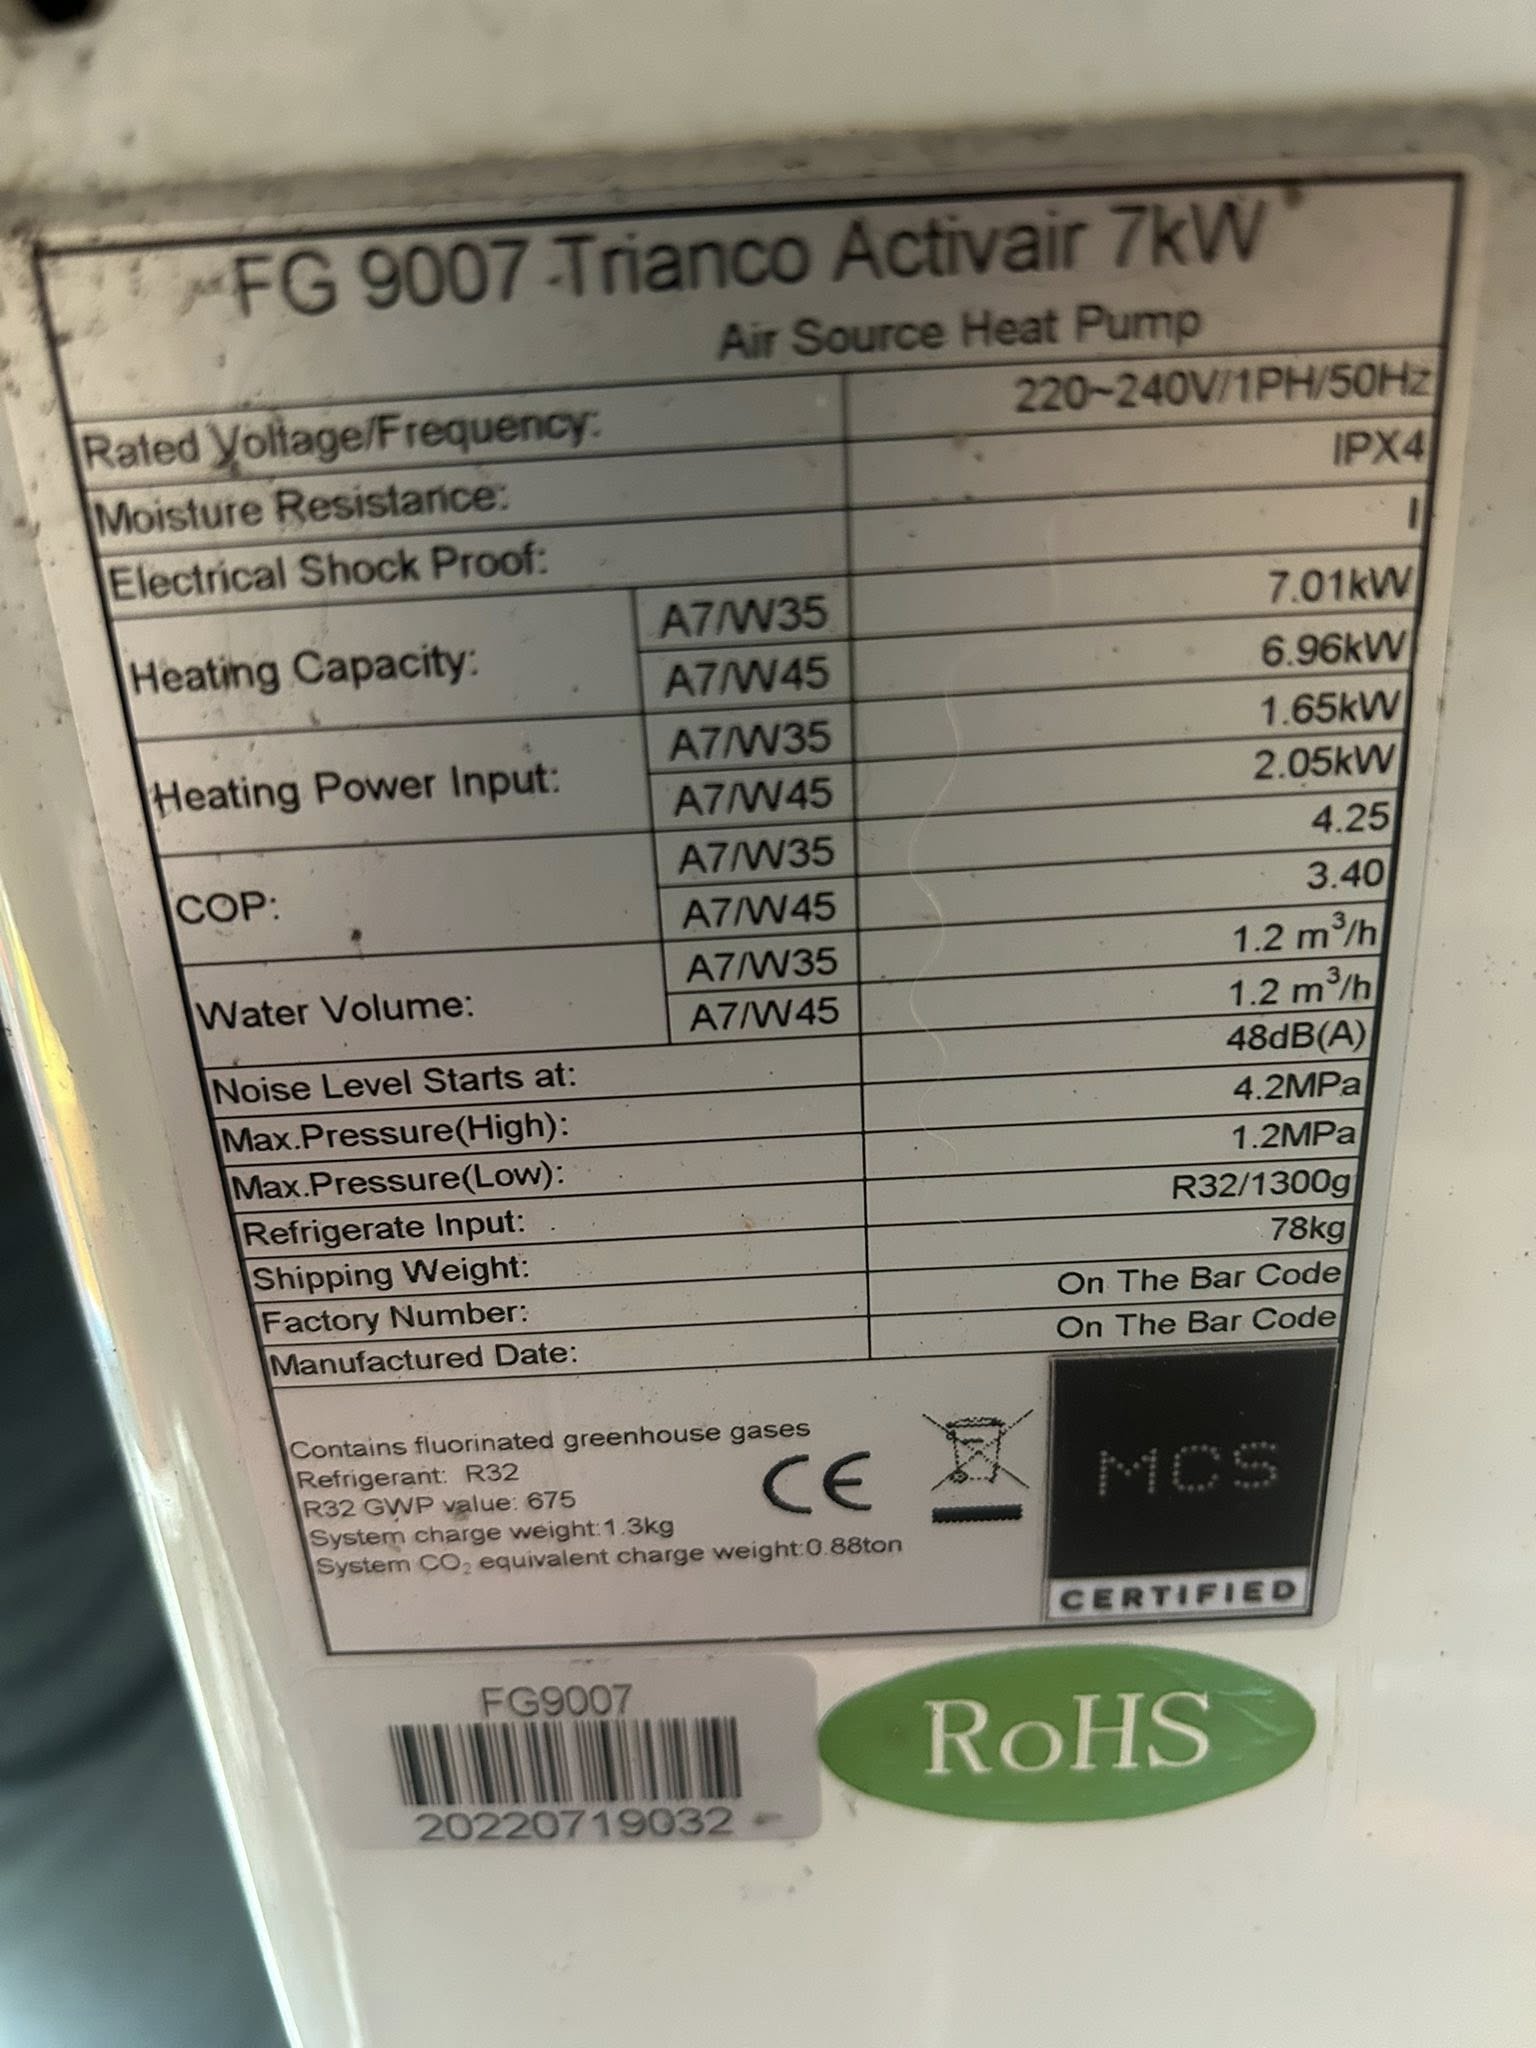 FG 9007 Trianco Activair 7kW
Air Source Heat Pump
Rated Voltage/Frequency: 220~240V/1PH/50Hz
Moisture Resistance: IPX4
Electrical Shock Proof: I
Heating Capacity: A7/W35 7.01kW
A7/W45 6.96kW
Heating Power Input: A7/W35 1.65kW
A7/W45 2.05kW
COP: A7/W35 4.25
A7/W45 3.40
Water Volume: A7/W35 1.2 m³/h
A7/W45 1.2 m³/h
Noise Level Starts at: 48dB(A)
Max.Pressure(High): 4.2MPa
Max.Pressure(Low): 1.2MPa
Refrigerate Input: R32/1300g
Shipping Weight: 78kg
Factory Number: On The Bar Code
Manufactured Date: On The Bar Code
Contains fluorinated greenhouse gases
Refrigerant: R32
R32 GWP value: 675
System charge weight:1.3kg
System CO₂ equivalent charge weight:0.88ton
CE
MCS
CERTIFIED
FG9007
20220719032
RoHS